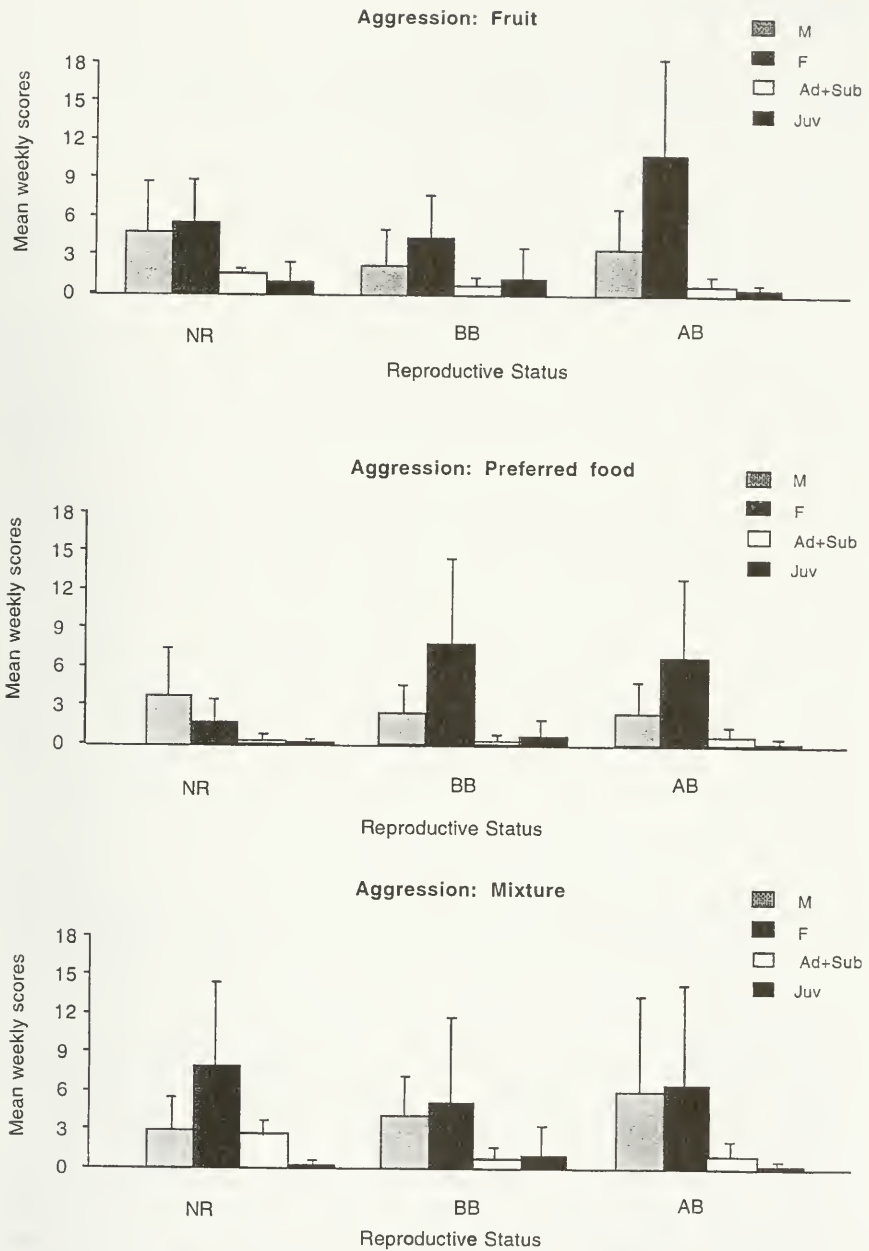 Aggression: Fruit
M
F
Ad+Sub
Juv
Mean weekly scores
18
15
12
9
6
3
0
NR
BB
AB
Reproductive Status
Aggression: Preferred food
M
F
Ad+Sub
Juv
Mean weekly scores
18
15
12
9
6
3
0
NR
BB
AB
Reproductive Status
Aggression: Mixture
M
F
Ad+Sub
Juv
Mean weekly scores
18
15
12
9
6
3
0
NR
BB
AB
Reproductive Status